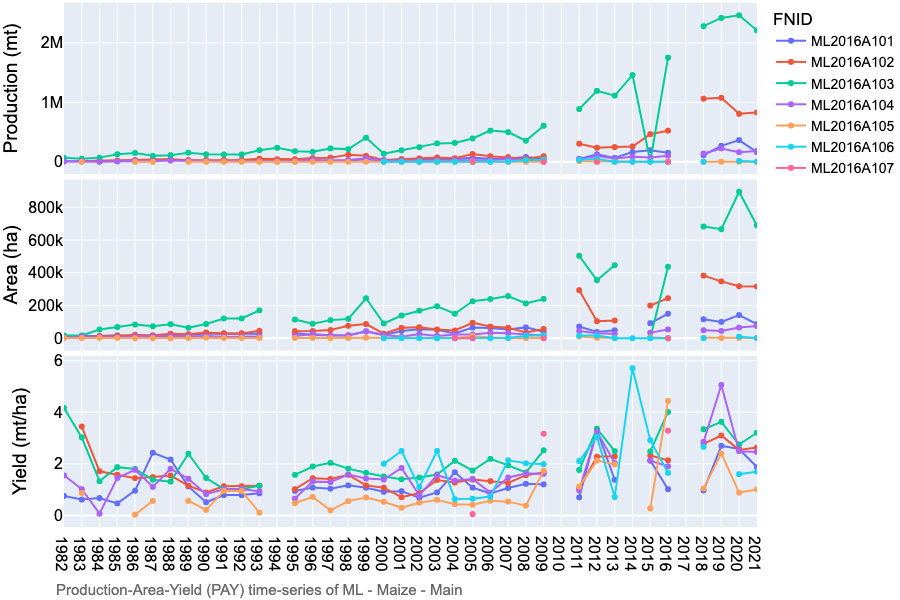 FNID
ML2016A101
ML2016A102
ML2016A103
ML2016A104
ML2016A105
ML2016A106
ML2016A107
Production (mt)
2M
1M
0
Area (ha)
800k
600k
400k
200k
0
Yield (mt/ha)
6
4
2
0
1982 1983 1984 1985 1986 1987 1988 1989 1990 1991 1992 1993 1994 1995 1996 1997 1998 1999 2000 2001 2002 2003 2004 2005 2006 2007 2008 2009 2010 2011 2012 2013 2014 2015 2016 2017 2018 2019 2020 2021
Production-Area-Yield (PAY) time-series of ML - Maize - Main